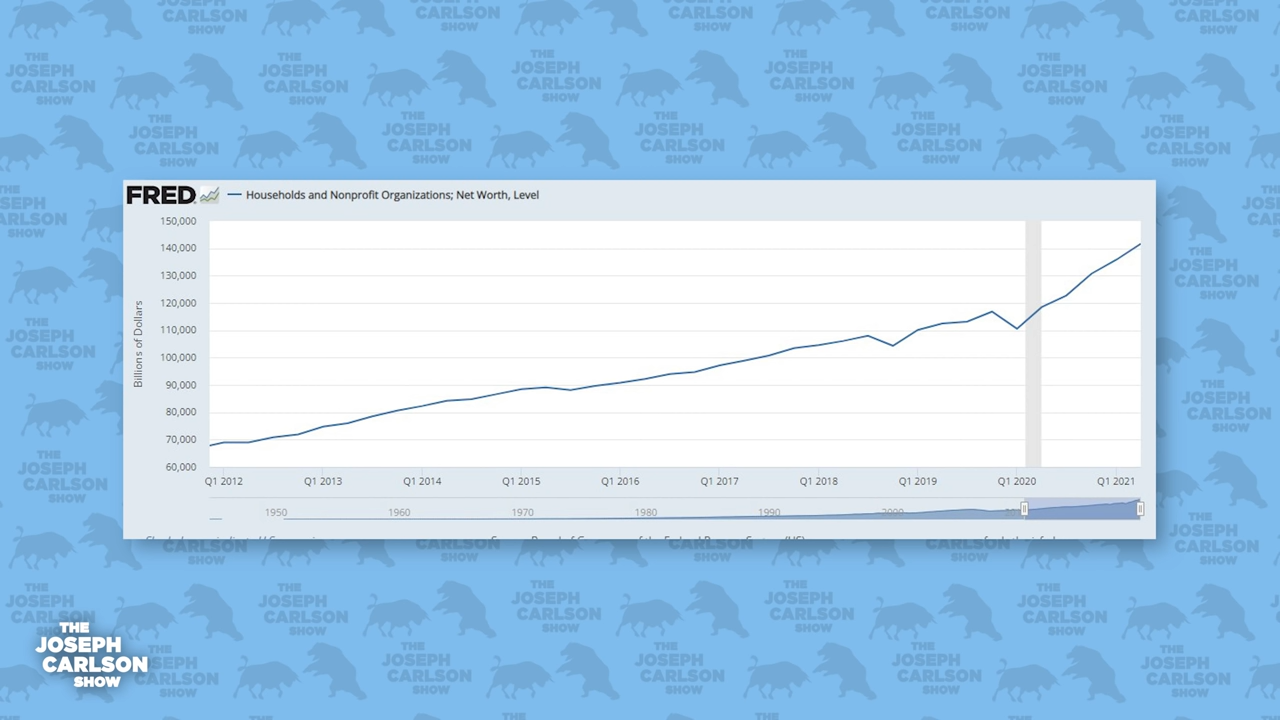 FRED
Households and Nonprofit Organizations; Net Worth, Level
Billions of Dollars
150,000
140,000
130,000
120,000
110,000
100,000
90,000
80,000
70,000
60,000
Q1 2012 Q1 2013 Q1 2014 Q1 2015 Q1 2016 Q1 2017 Q1 2018 Q1 2019 Q1 2020 Q1 2021
1950 1960 1970 1980 1990 2000
THE
JOSEPH
CARLSON
SHOW